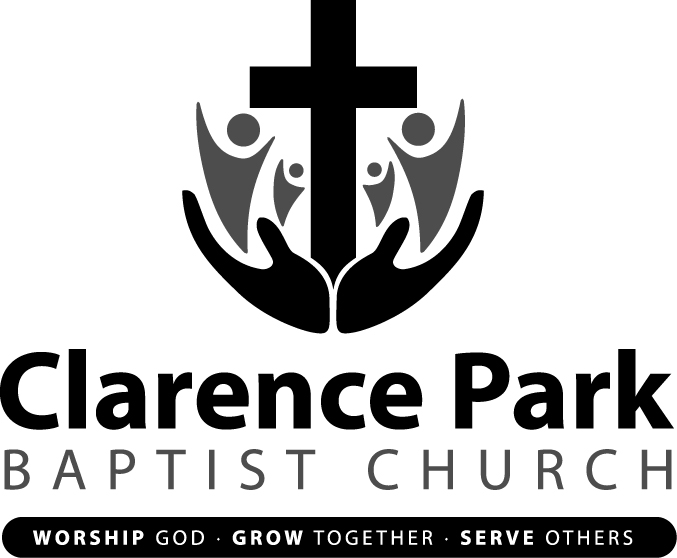 Clarence Park
BAPTIST CHURCH
WORSHIP GOD · GROW TOGETHER · SERVE OTHERS